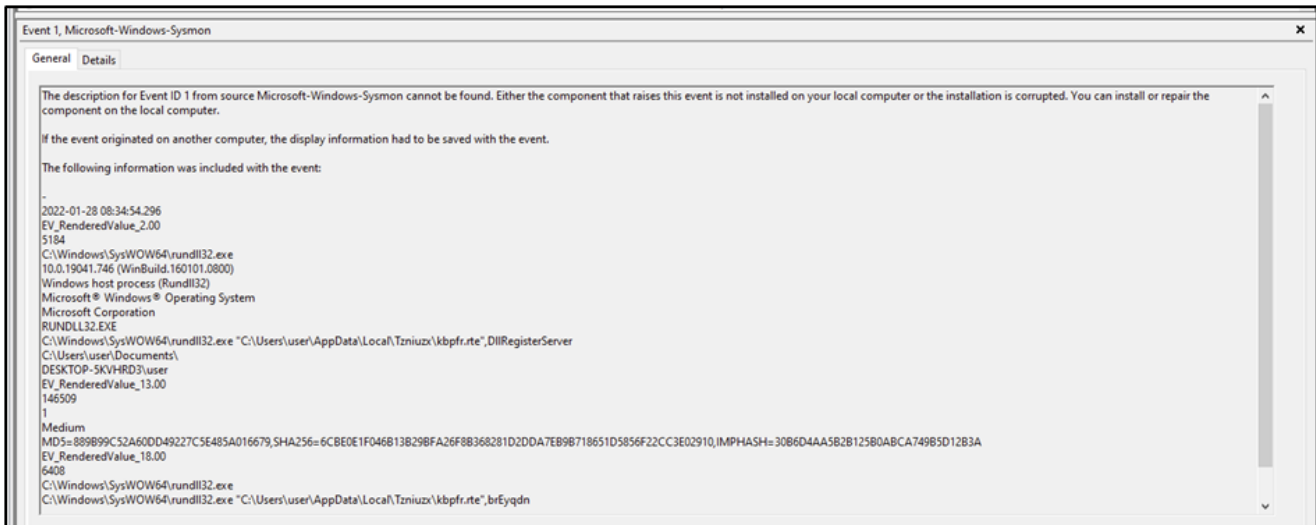 Event 1, Microsoft-Windows-Sysmon
General Details
The description for Event ID 1 from source Microsoft-Windows-Sysmon cannot be found. Either the component that raises this event is not installed on your local computer or the installation is corrupted. You can install or repair the
component on the local computer.
If the event originated on another computer, the display information had to be saved with the event.
The following information was included with the event:
-
2022-01-28 08:34:54.296
EV_RenderedValue_2.00
5184
C:\Windows\SysWOW64\rundll32.exe
10.0.19041.746 (WinBuild.160101.0800)
Windows host process (Rundll32)
Microsoft® Windows® Operating System
Microsoft Corporation
RUNDLL32.EXE
C:\Windows\SysWOW64\rundll32.exe "C:\Users\user\AppData\Local\Tzniuzx\kbpfr.rte",DllRegisterServer
C:\Users\user\Documents\
DESKTOP-5KVHRD3\user
EV_RenderedValue_13.00
146509
1
Medium
MD5=889B99C52A60DD49227C5E485A016679,SHA256=6CBE0E1F046B13B29BFA26F8B368281D2DDA7EB9B718651D5856F22CC3E02910,IMPHASH=30B6D4AA5B2B125B0ABCA749B5D12B3A
EV_RenderedValue_18.00
6408
C:\Windows\SysWOW64\rundll32.exe
C:\Windows\SysWOW64\rundll32.exe "C:\Users\user\AppData\Local\Tzniuzx\kbpfr.rte",brEyqdn